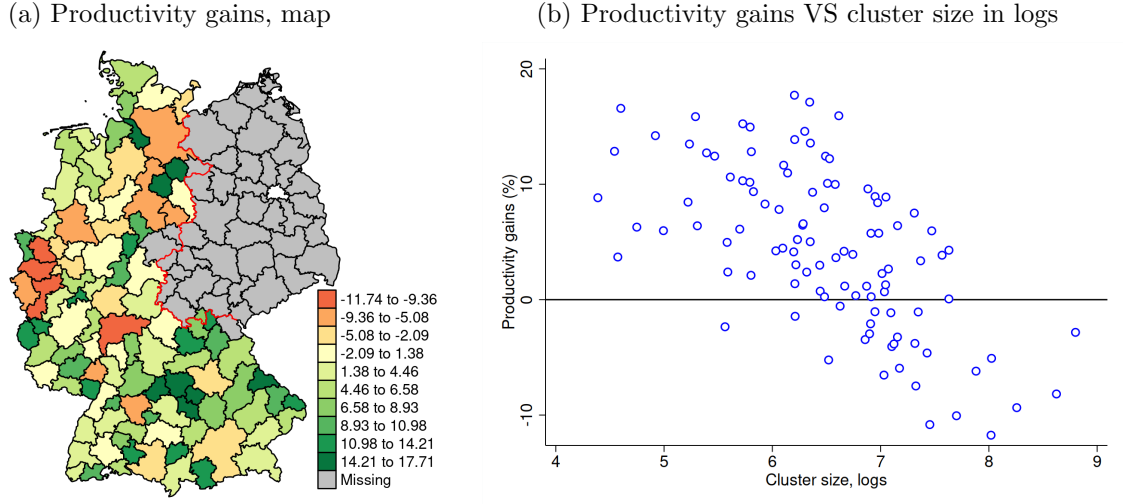 (a) Productivity gains, map
(b) Productivity gains VS cluster size in logs
-11.74 to -9.36
-9.36 to -5.08
-5.08 to -2.09
-2.09 to 1.38
1.38 to 4.46
4.46 to 6.58
6.58 to 8.93
8.93 to 10.98
10.98 to 14.21
14.21 to 17.71
Missing
Productivity gains (%)
20
10
0
-10
4 5 6 7 8 9
Cluster size, logs